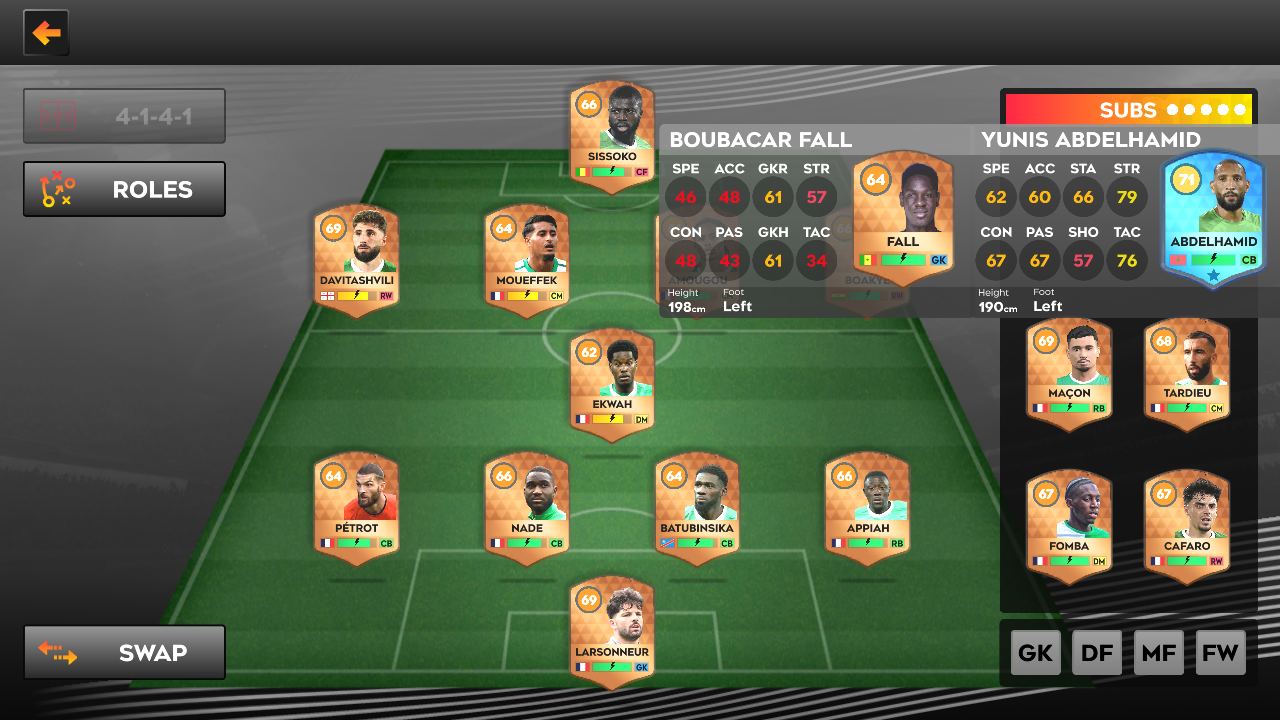 4-1-4-1
ROLES
SWAP
66
SISSOKO
CF
69
DAVITASHVILI
RW
64
MOUEFFEK
CM
AMOUGOU
66
BOAKYE
RW
62
EKWAH
DM
64
PÉTROT
CB
66
NADE
CB
64
BATUBINSIKA
CB
66
APPIAH
RB
69
LARSONNEUR
GK
BOUBACAR FALL
SPE ACC GKR STR
46 48 61 57
CON PAS GKH TAC
48 43 61 34
Height Foot
198cm Left
64
FALL
GK
SUBS
YUNIS ABDELHAMID
SPE ACC STA STR
62 60 66 79
CON PAS SHO TAC
67 67 57 76
Height Foot
190cm Left
71
ABDELHAMID
CB
69
MAÇON
RB
68
TARDIEU
CM
67
FOMBA
DM
67
CAFARO
RW
GK DF MF FW